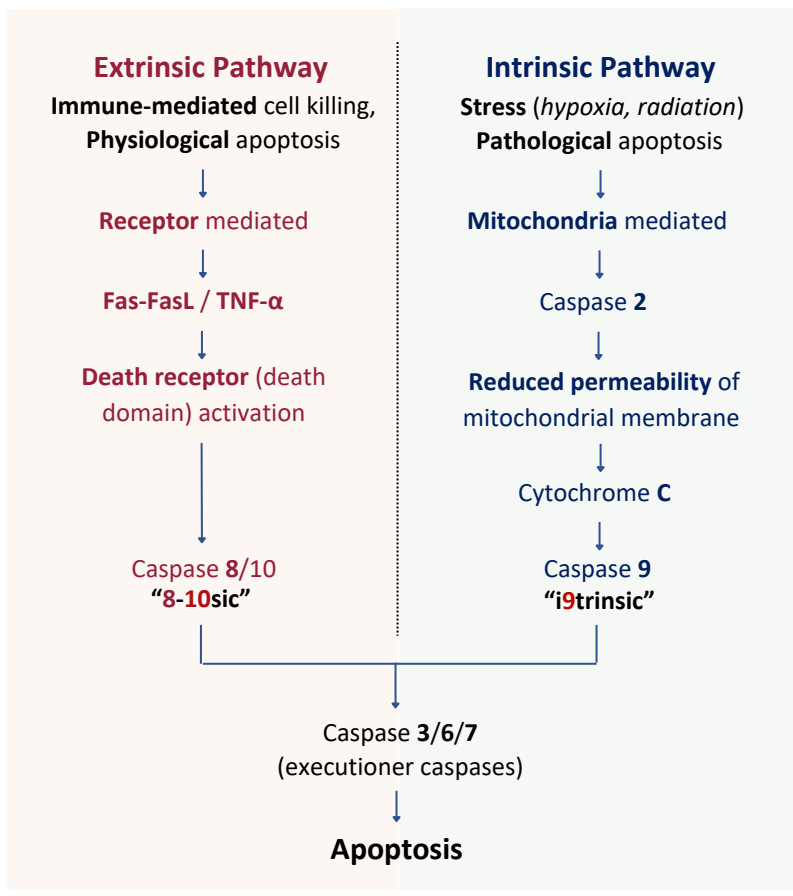 Extrinsic Pathway
Immune-mediated cell killing,
Physiological apoptosis
Receptor mediated
Fas-FasL / TNF-α
Death receptor (death
domain) activation
Caspase 8/10
“8-10sic”
Intrinsic Pathway
Stress (hypoxia, radiation)
Pathological apoptosis
Mitochondria mediated
Caspase 2
Reduced permeability of
mitochondrial membrane
Cytochrome C
Caspase 9
“i9trinsic”
Caspase 3/6/7
(executioner caspases)
Apoptosis